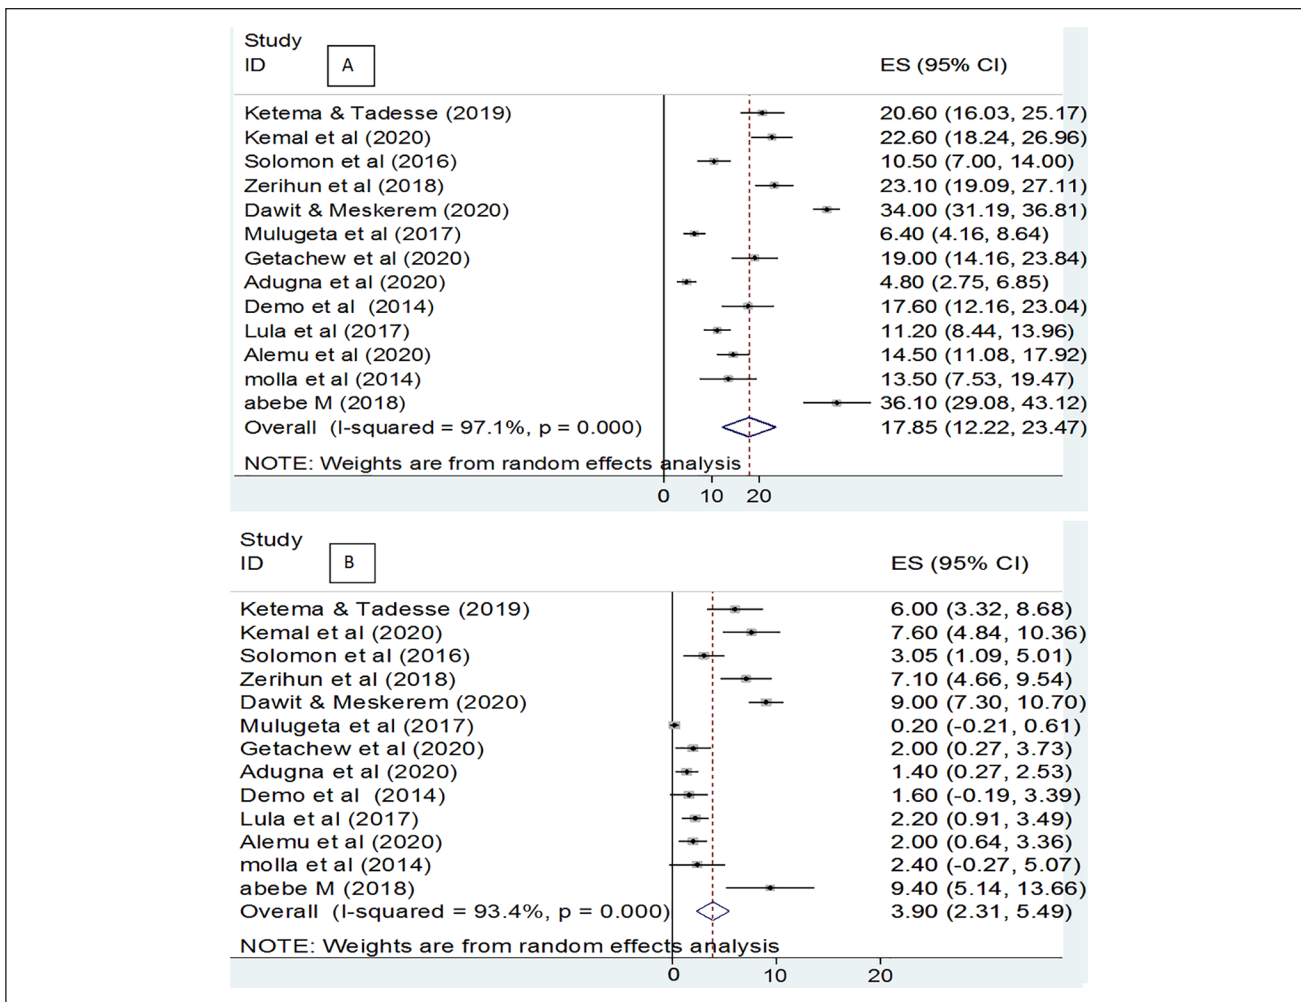 Study
ID A ES (95% CI)
Ketema & Tadesse (2019) 20.60 (16.03, 25.17)
Kemal et al (2020) 22.60 (18.24, 26.96)
Solomon et al (2016) 10.50 (7.00, 14.00)
Zerihun et al (2018) 23.10 (19.09, 27.11)
Dawit & Meskerem (2020) 34.00 (31.19, 36.81)
Mulugeta et al (2017) 6.40 (4.16, 8.64)
Getachew et al (2020) 19.00 (14.16, 23.84)
Adugna et al (2020) 4.80 (2.75, 6.85)
Demo et al (2014) 17.60 (12.16, 23.04)
Lula et al (2017) 11.20 (8.44, 13.96)
Alemu et al (2020) 14.50 (11.08, 17.92)
molla et al (2014) 13.50 (7.53, 19.47)
abebe M (2018) 36.10 (29.08, 43.12)
Overall (I-squared = 97.1%, p = 0.000) 17.85 (12.22, 23.47)
NOTE: Weights are from random effects analysis
0 10 20
Study
ID B ES (95% CI)
Ketema & Tadesse (2019) 6.00 (3.32, 8.68)
Kemal et al (2020) 7.60 (4.84, 10.36)
Solomon et al (2016) 3.05 (1.09, 5.01)
Zerihun et al (2018) 7.10 (4.66, 9.54)
Dawit & Meskerem (2020) 9.00 (7.30, 10.70)
Mulugeta et al (2017) 0.20 (-0.21, 0.61)
Getachew et al (2020) 2.00 (0.27, 3.73)
Adugna et al (2020) 1.40 (0.27, 2.53)
Demo et al (2014) 1.60 (-0.19, 3.39)
Lula et al (2017) 2.20 (0.91, 3.49)
Alemu et al (2020) 2.00 (0.64, 3.36)
molla et al (2014) 2.40 (-0.27, 5.07)
abebe M (2018) 9.40 (5.14, 13.66)
Overall (I-squared = 93.4%, p = 0.000) 3.90 (2.31, 5.49)
NOTE: Weights are from random effects analysis
0 10 20